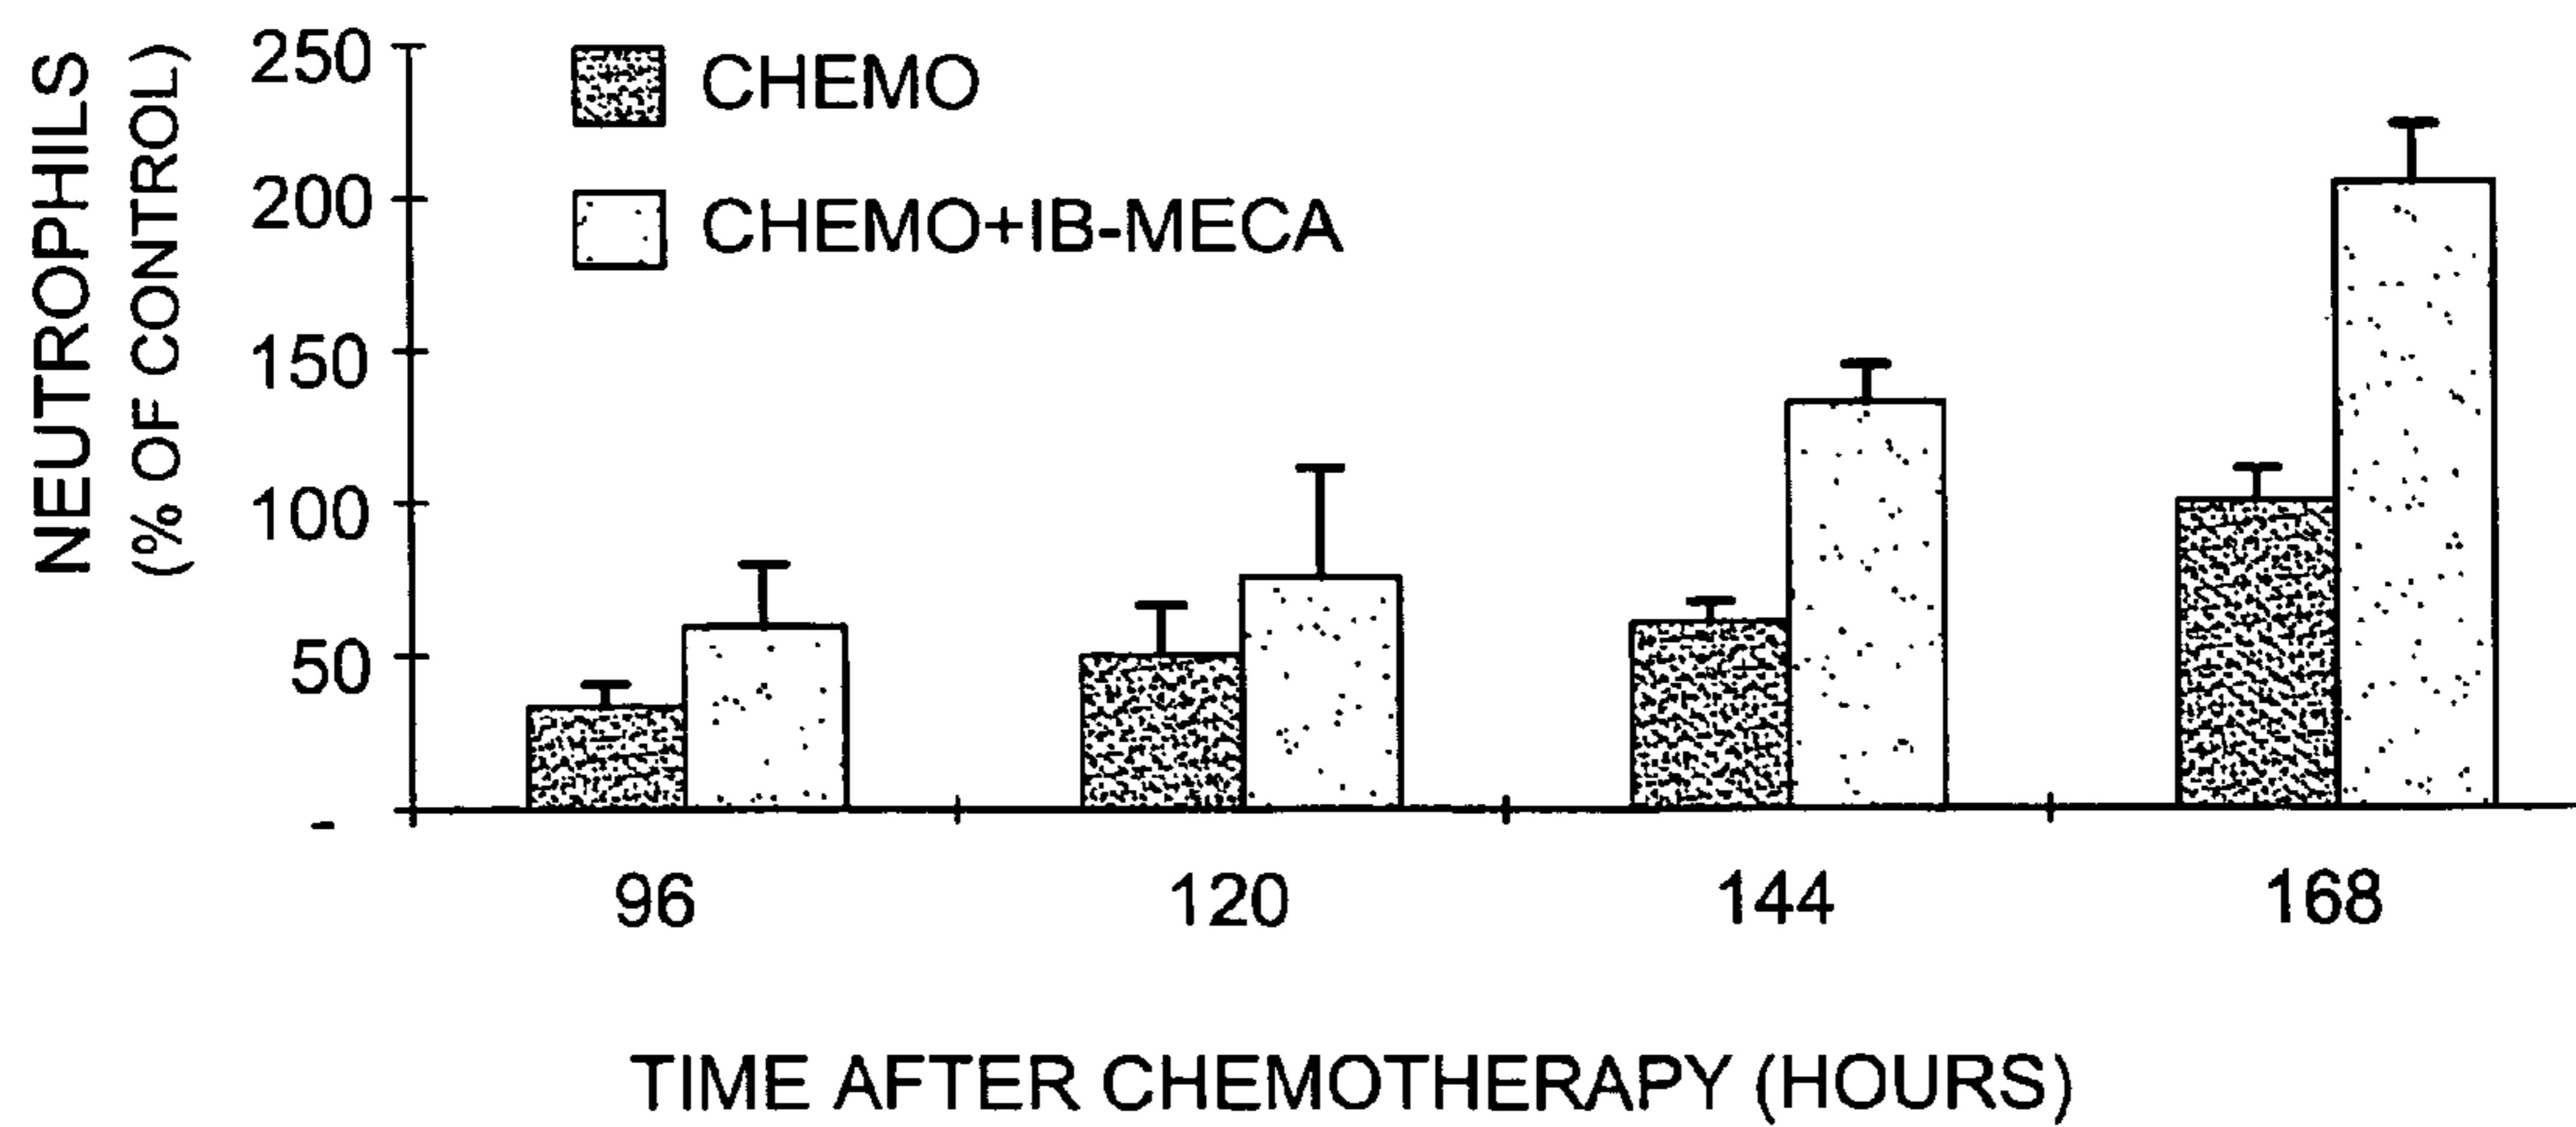 NEUTROPHILS
(% OF CONTROL)
250
200
150
100
50
-
CHEMO
CHEMO+IB-MECA
96
120
144
168
TIME AFTER CHEMOTHERAPY (HOURS)